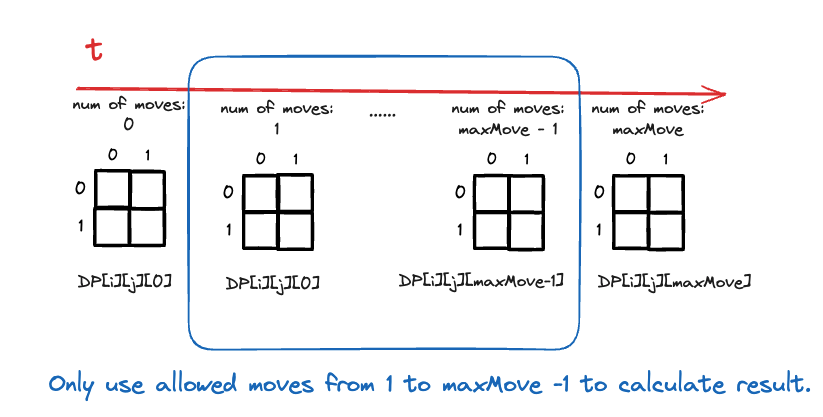 t
num of moves:
0
num of moves:
1
......
num of moves:
maxMove - 1
num of moves:
maxMove
0 1
0
1
DP[i][j][0]
0 1
0
1
DP[i][j][0]
0 1
0
1
DP[i][j][maxMove-1]
0 1
0
1
DP[i][j][maxMove]
Only use allowed moves from 1 to maxMove -1 to calculate result.